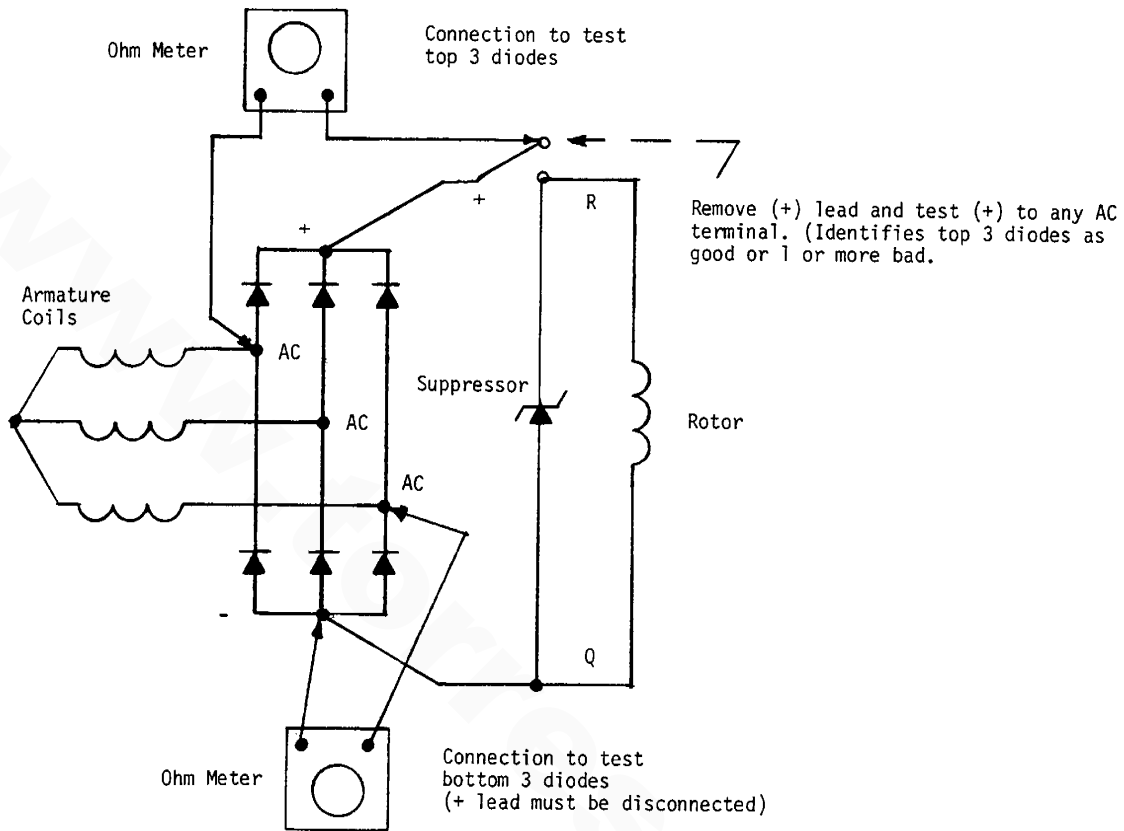 Ohm Meter
Connection to test
top 3 diodes
+
R
Remove (+) lead and test (+) to any AC
terminal. (Identifies top 3 diodes as
good or 1 or more bad.
+
Armature
Coils
AC
Suppressor
AC
Rotor
AC
-
Q
Ohm Meter
Connection to test
bottom 3 diodes
(+ lead must be disconnected)
www.torres